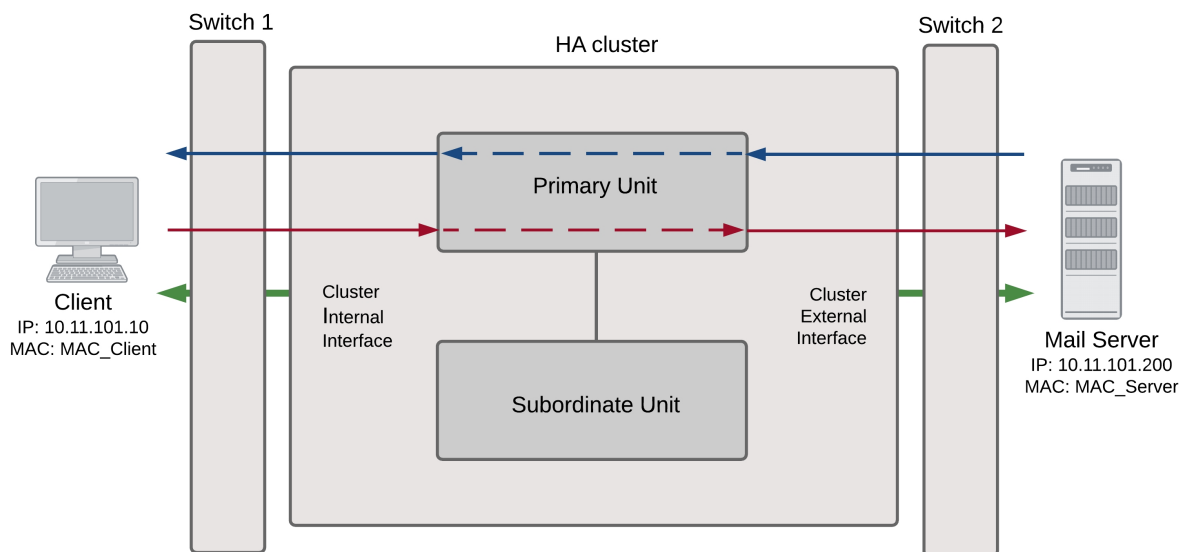 Switch 1
HA cluster
Switch 2
Primary Unit
Client
IP: 10.11.101.10
MAC: MAC_Client
Cluster
Internal
Interface
Cluster
External
Interface
Mail Server
IP: 10.11.101.200
MAC: MAC_Server
Subordinate Unit